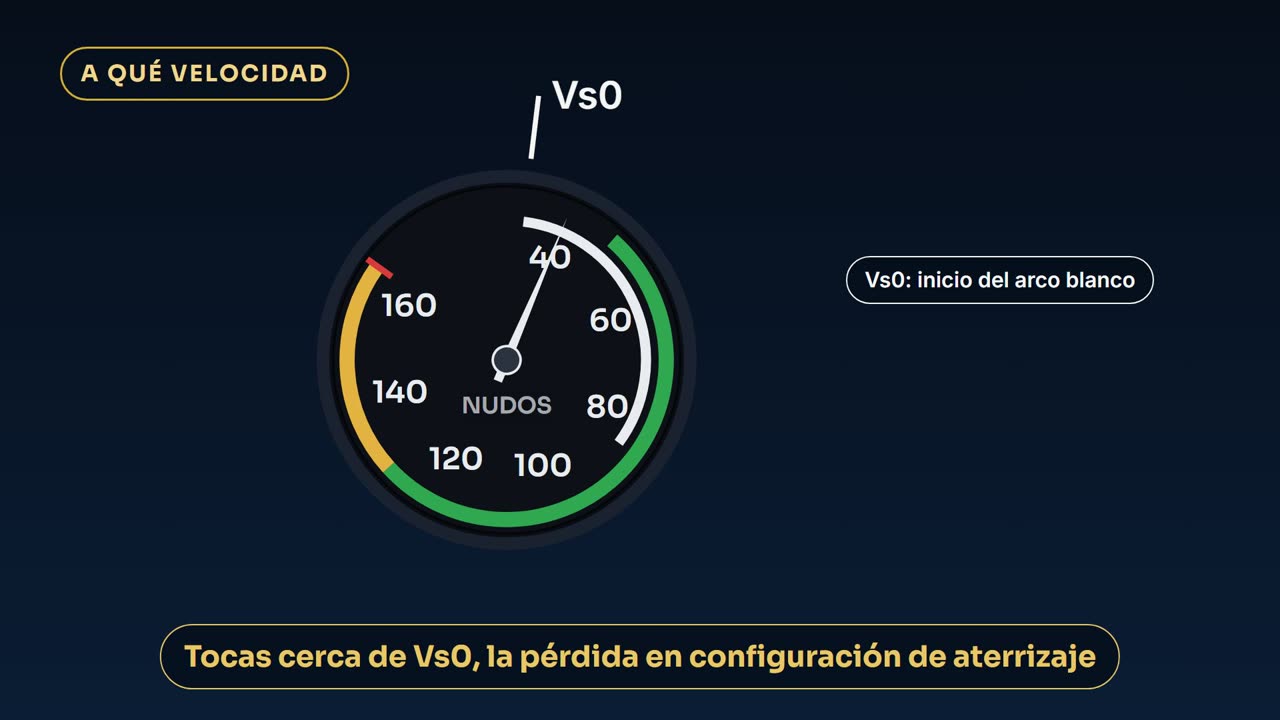 A QUÉ VELOCIDAD
Vs0
40
60
80
100
120
140
160
NUDOS
Vs0: inicio del arco blanco
Tocas cerca de Vs0, la pérdida en configuración de aterrizaje